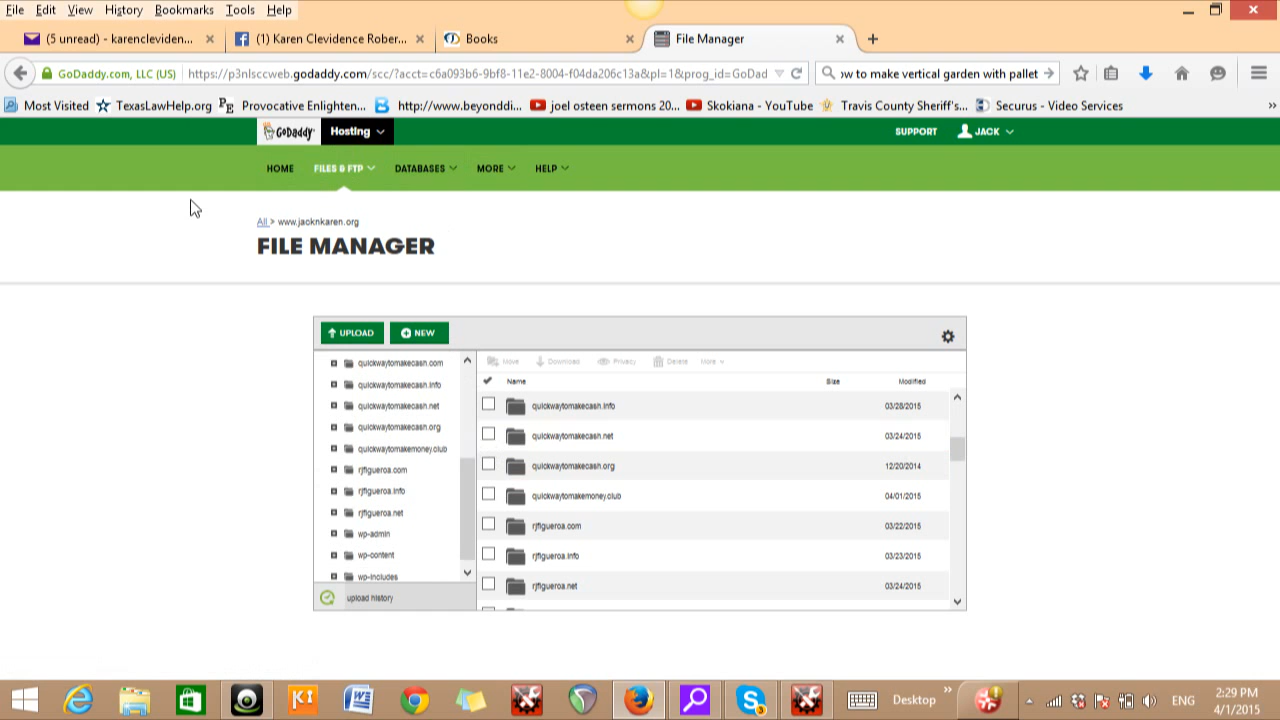 File Edit View History Bookmarks Tools Help
(5 unread) - karencleviden... × (1) Karen Clevidence Rober... × Books × File Manager × +
GoDaddy.com, LLC (US) https://p3nlsccweb.godaddy.com/scc/?acct=c6a093b6-9bf8-11e2-8004-f04da206c13a&pl=1&prog_id=GoDad ow to make vertical garden with pallet
Most Visited TexasLawHelp.org Provocative Enlighten... http://www.beyonddi... joel osteen sermons 20... Skokiana - YouTube Travis County Sheriff's... Securus - Video Services »
GoDaddy Hosting SUPPORT JACK
HOME FILES & FTP DATABASES MORE HELP
All > www.jacknkaren.org
FILE MANAGER
UPLOAD NEW
quickwaytomakecash.com
quickwaytomakecash.info
quickwaytomakecash.net
quickwaytomakecash.org
quickwaytomakemoney.club
rjfigueroa.com
rjfigueroa.info
rjfigueroa.net
wp-admin
wp-content
wp-includes
upload history
Move Download Privacy Delete More
Name Size Modified
quickwaytomakecash.info 03/28/2015
quickwaytomakecash.net 03/24/2015
quickwaytomakecash.org 12/20/2014
quickwaytomakemoney.club 04/01/2015
rjfigueroa.com 03/22/2015
rjfigueroa.info 03/23/2015
rjfigueroa.net 03/24/2015
Desktop » ENG 2:29 PM
4/1/2015